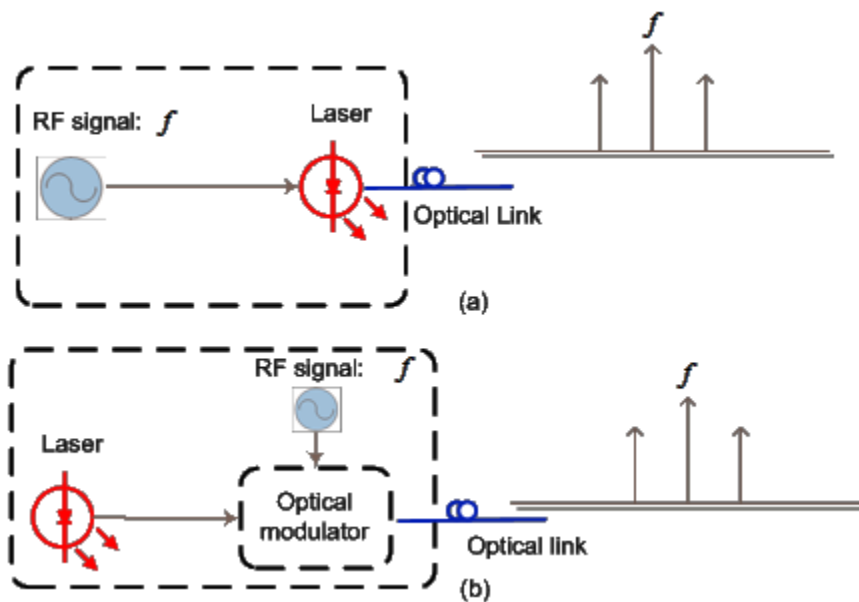 f
RF signal: f
Laser
Optical Link
(a)
RF signal: f
f
Laser
Optical
modulator
Optical link
(b)